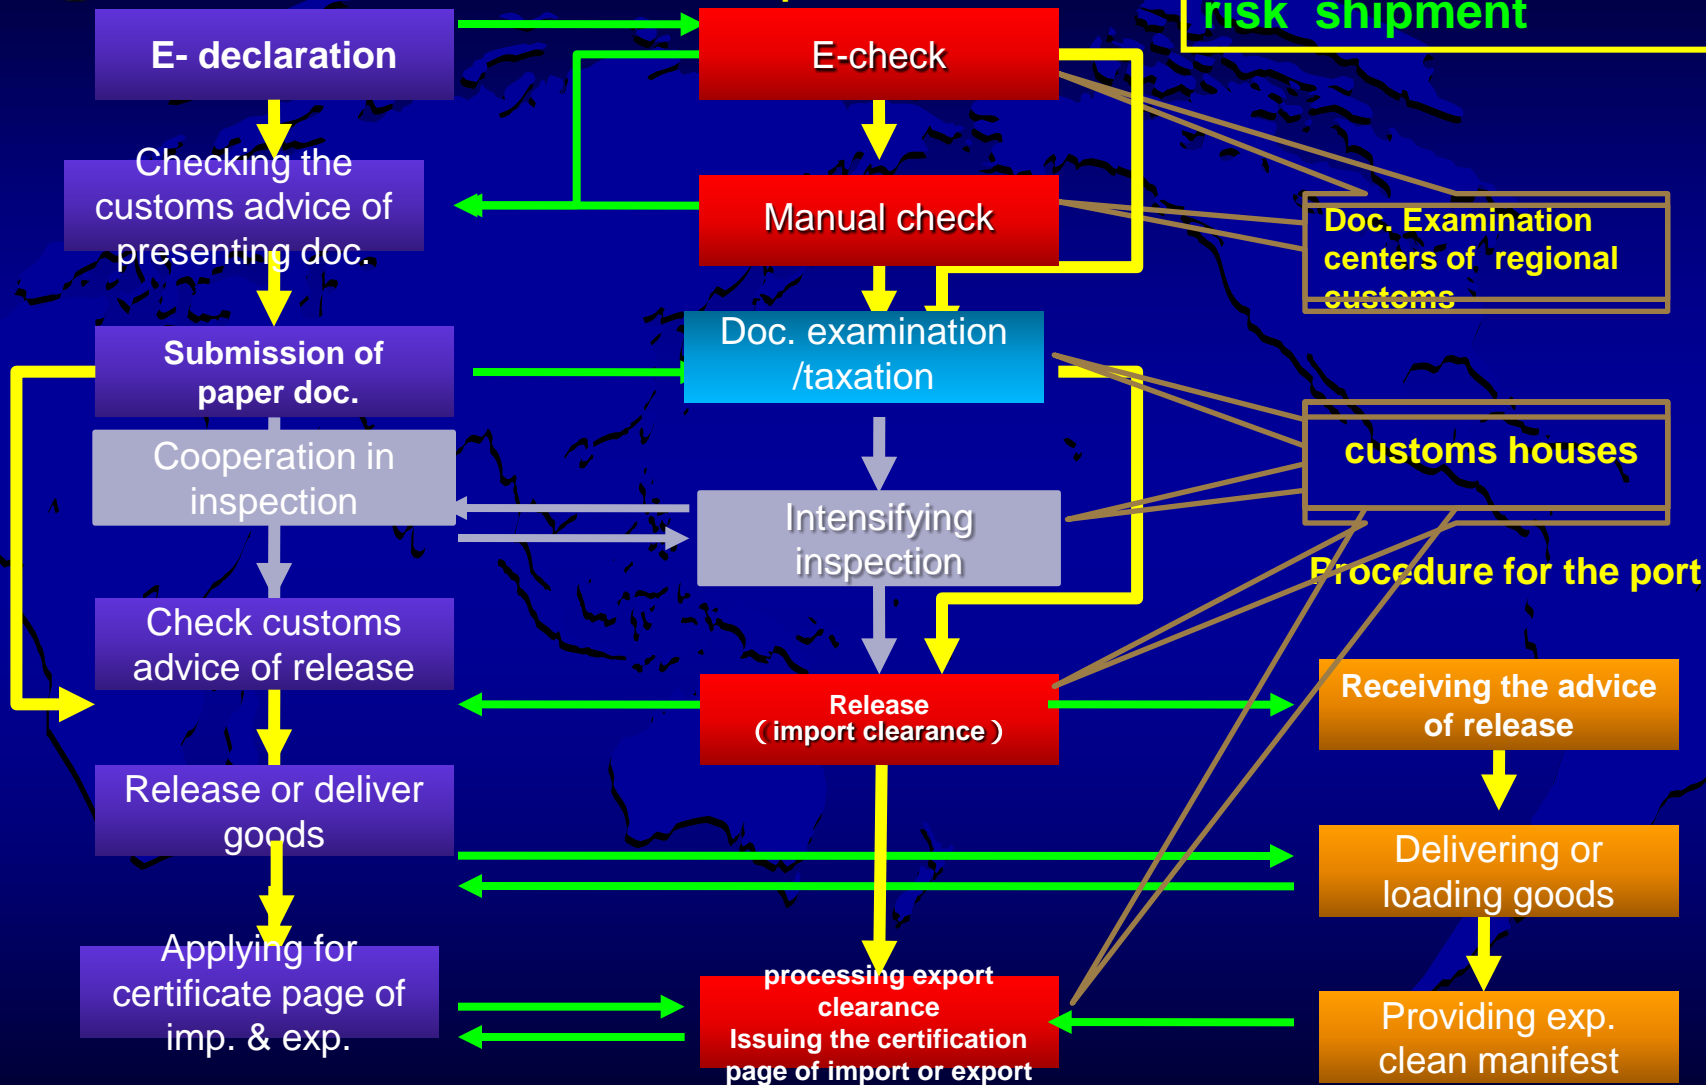 risk shipment
E- declaration
E-check
Checking the
customs advice of
presenting doc.
Manual check
Doc. Examination
centers of regional
customs
Submission of
paper doc.
Doc. examination
/taxation
customs houses
Cooperation in
inspection
Intensifying
inspection
Procedure for the port
Check customs
advice of release
Release
（import clearance）
Receiving the advice
of release
Release or deliver
goods
Delivering or
loading goods
Applying for
certificate page of
imp. & exp.
processing export
clearance
Issuing the certification
page of import or export
Providing exp.
clean manifest